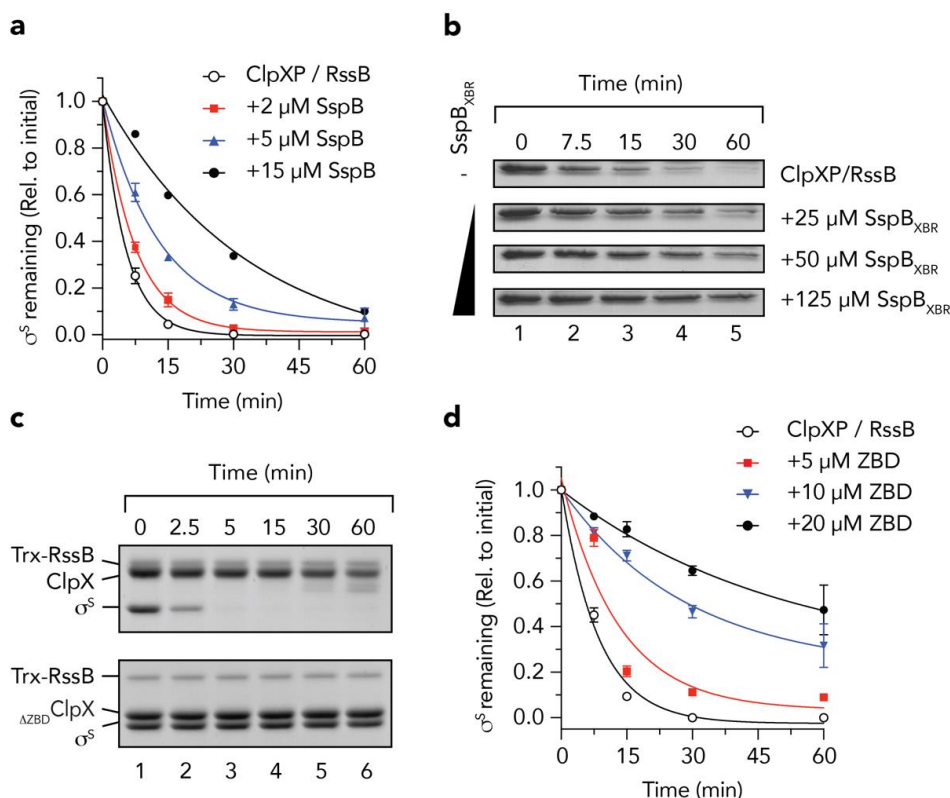 a
ClpXP / RssB
+2 µM SspB
+5 µM SspB
+15 µM SspB
σS remaining (Rel. to initial)
1.0
0.8
0.6
0.4
0.2
0.0
0 15 30 45 60
Time (min)
b
SspBXBR
Time (min)
0 7.5 15 30 60
- ClpXP/RssB
+25 µM SspBXBR
+50 µM SspBXBR
+125 µM SspBXBR
1 2 3 4 5
c
Time (min)
0 2.5 5 15 30 60
Trx-RssB
ClpX
σS
Trx-RssB
ΔZBDClpX
σS
1 2 3 4 5 6
d
ClpXP / RssB
+5 µM ZBD
+10 µM ZBD
+20 µM ZBD
σS remaining (Rel. to initial)
1.0
0.8
0.6
0.4
0.2
0.0
0 15 30 45 60
Time (min)